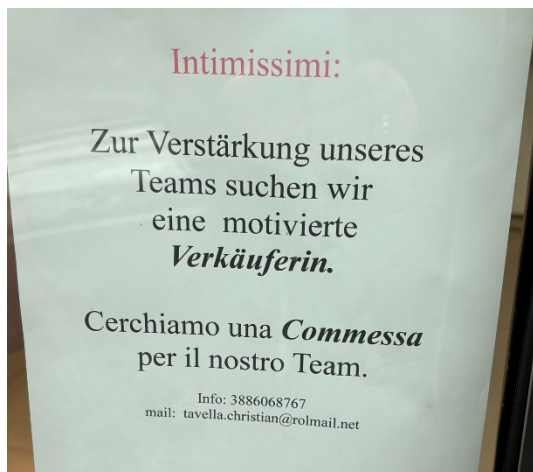 Intimissimi:
Zur Verstärkung unseres
Teams suchen wir
eine motivierte
Verkäuferin.
Cerchiamo una Commessa
per il nostro Team.
Info: 3886068767
mail: tavella.christian@rolmail.net